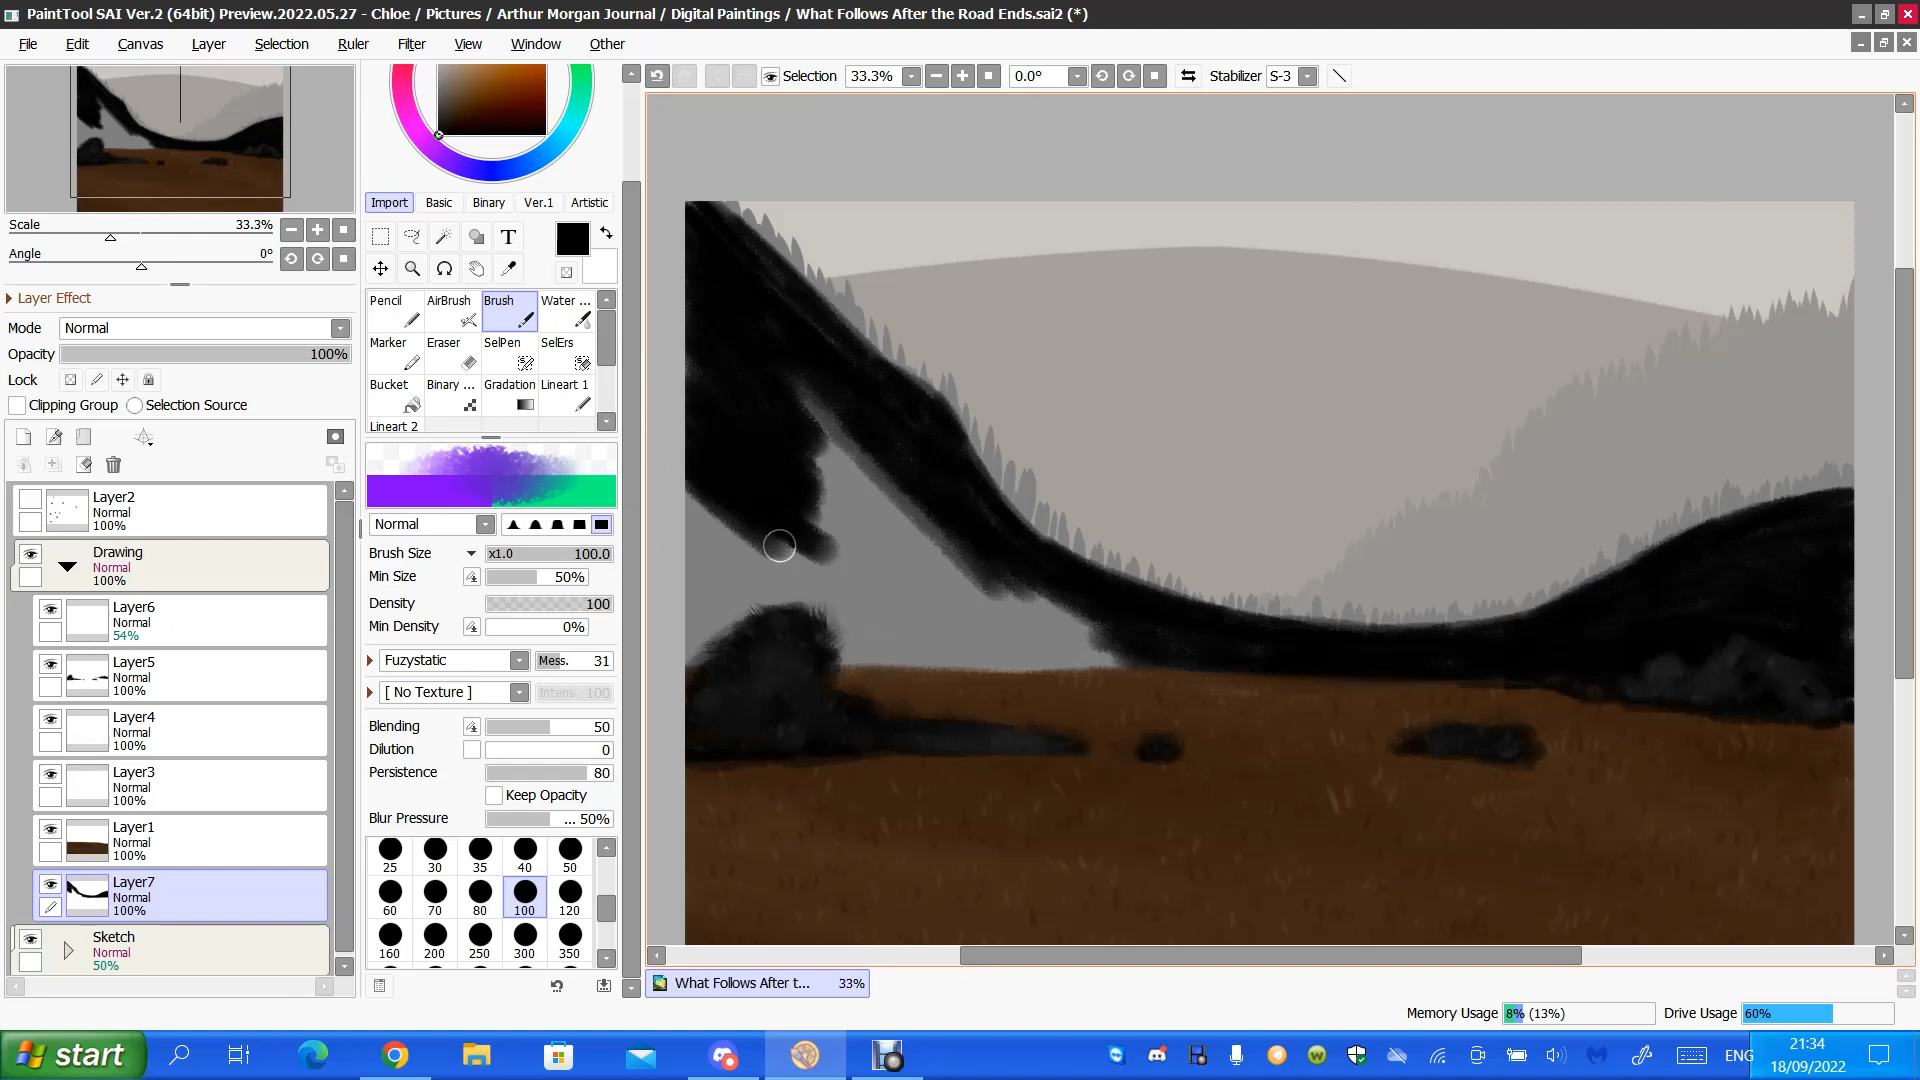 PaintTool SAI Ver.2 (64bit) Preview.2022.05.27 - Chloe / Pictures / Arthur Morgan Journal / Digital Paintings / What Follows After the Road Ends.sai2 (*)
File Edit Canvas Layer Selection Ruler Filter View Window Other
Selection 33.3% 0.0° Stabilizer S-3
Import Basic Binary Ver.1 Artistic
Scale 33.3%
Angle 0°
T
Layer Effect
Mode Normal
Opacity 100%
Lock
Clipping Group Selection Source
Pencil AirBrush Brush Water ...
Marker Eraser SelPen SelErs
Bucket Binary ... Gradation Lineart 1
Lineart 2
Layer2
100%
Drawing
Normal
100%
Layer6
Normal
54%
Layer5
Normal
100%
Layer4
Normal
100%
Layer3
Normal
100%
Layer1
Normal
100%
Layer7
Normal
100%
Sketch
Normal
50%
Normal
Brush Size x1.0 100.0
Min Size 50%
Density 100
Min Density 0%
Fuzystatic Mess. 31
[ No Texture ] Intens. 100
Blending 50
Dilution 0
Persistence 80
Keep Opacity
Blur Pressure ... 50%
25 30 35 40 50
60 70 80 100 120
160 200 250 300 350
What Follows After t... 33%
Memory Usage 8% (13%) Drive Usage 60%
start
ENG
21:34
18/09/2022